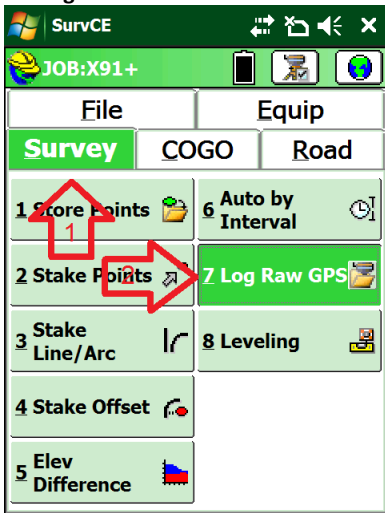 SurvCE
JOB:X91+
File Equip
Survey COGO Road
1 Store Points
6 Auto by
Interval
1
2 Stake Points
2
7 Log Raw GPS
3 Stake
Line/Arc
8 Leveling
4 Stake Offset
5 Elev
Difference